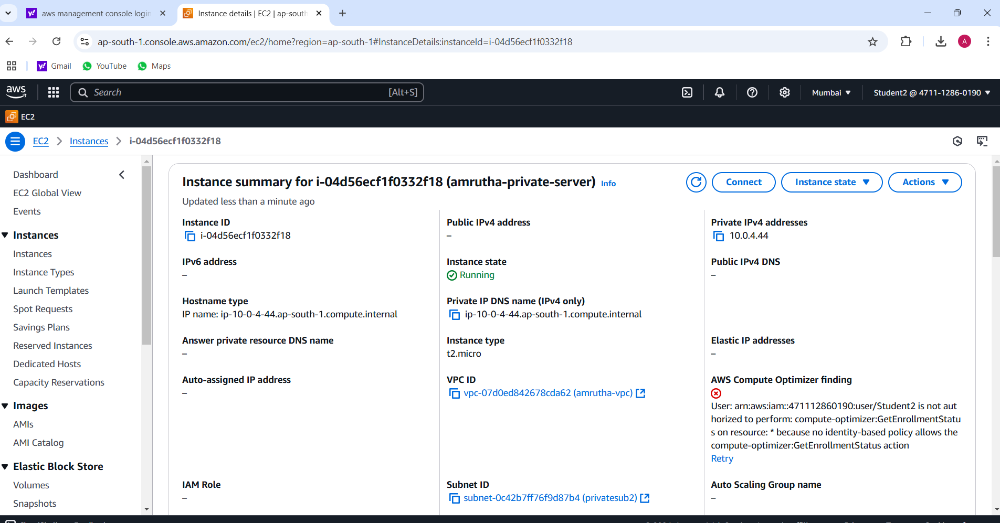 aws management console login
Instance details | EC2 | ap-south
ap-south-1.console.aws.amazon.com/ec2/home?region=ap-south-1#InstanceDetails:instanceId=i-04d56ecf1f0332f18
A
Gmail
YouTube
Maps
aws
Search
[Alt+S]
Mumbai
Student2 @ 4711-1286-0190
EC2
EC2
Instances
i-04d56ecf1f0332f18
Dashboard
EC2 Global View
Events
Instances
Instances
Instance Types
Launch Templates
Spot Requests
Savings Plans
Reserved Instances
Dedicated Hosts
Capacity Reservations
Images
AMIs
AMI Catalog
Elastic Block Store
Volumes
Snapshots
Instance summary for i-04d56ecf1f0332f18 (amrutha-private-server) Info
Connect
Instance state
Actions
Updated less than a minute ago
Instance ID
i-04d56ecf1f0332f18
Public IPv4 address
–
Private IPv4 addresses
10.0.4.44
IPv6 address
–
Instance state
Running
Public IPv4 DNS
–
Hostname type
IP name: ip-10-0-4-44.ap-south-1.compute.internal
Private IP DNS name (IPv4 only)
ip-10-0-4-44.ap-south-1.compute.internal
Answer private resource DNS name
–
Instance type
t2.micro
Elastic IP addresses
–
Auto-assigned IP address
–
VPC ID
vpc-07d0ed842678cda62 (amrutha-vpc)
AWS Compute Optimizer finding
User: arn:aws:iam::471112860190:user/Student2 is not aut
horized to perform: compute-optimizer:GetEnrollmentStatu
s on resource: * because no identity-based policy allows the
compute-optimizer:GetEnrollmentStatus action
Retry
IAM Role
–
Subnet ID
subnet-0c42b7ff76f9d87b4 (privatesub2)
Auto Scaling Group name
–